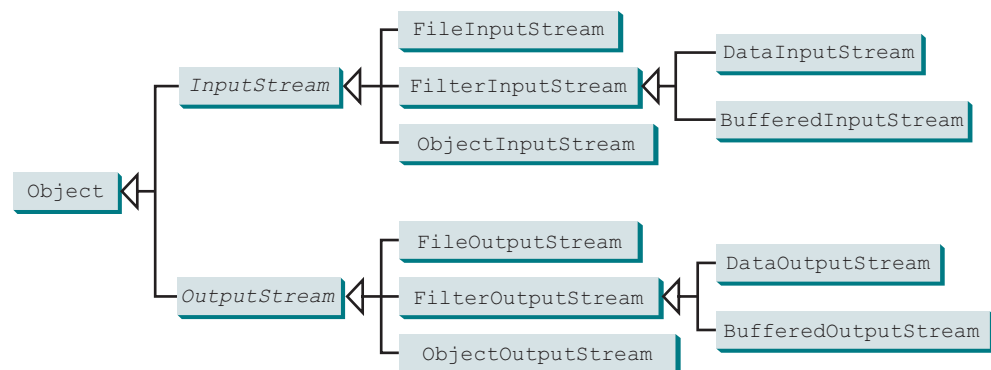 FileInputStream
DataInputStream
InputStream
FilterInputStream
BufferedInputStream
ObjectInputStream
Object
FileOutputStream
DataOutputStream
OutputStream
FilterOutputStream
BufferedOutputStream
ObjectOutputStream